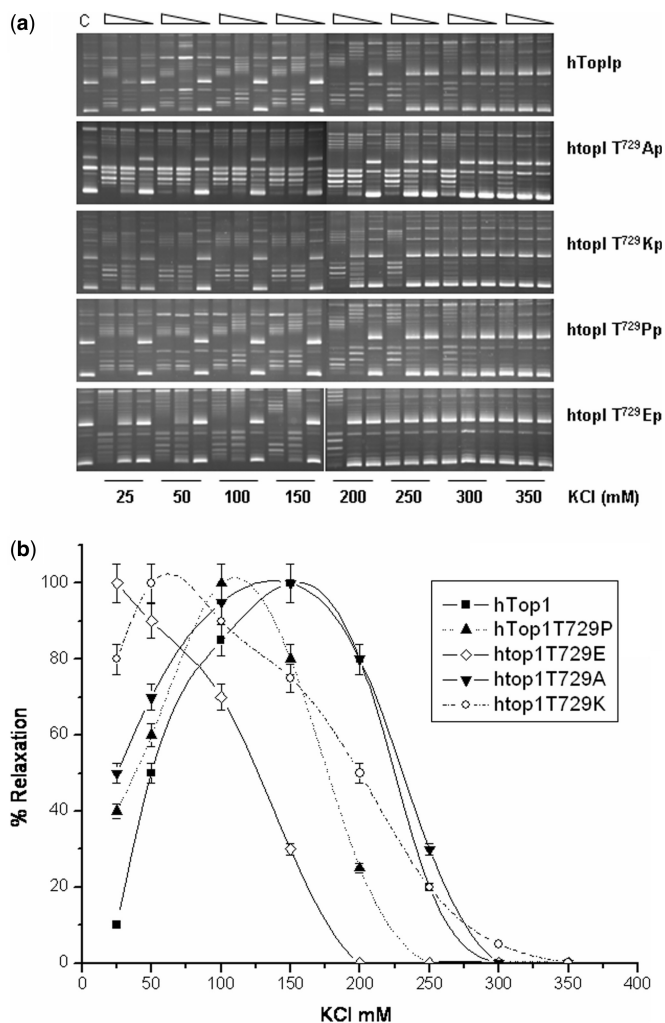 (a)
C
hTopIp
htopI T729Ap
htopI T729Kp
htopI T729Pp
htopI T729Ep
25 50 100 150 200 250 300 350 KCl (mM)
(b)
% Relaxation
100
80
60
40
20
0
hTop1
hTop1T729P
htop1T729E
htop1T729A
htop1T729K
0 50 100 150 200 250 300 350 400
KCl mM